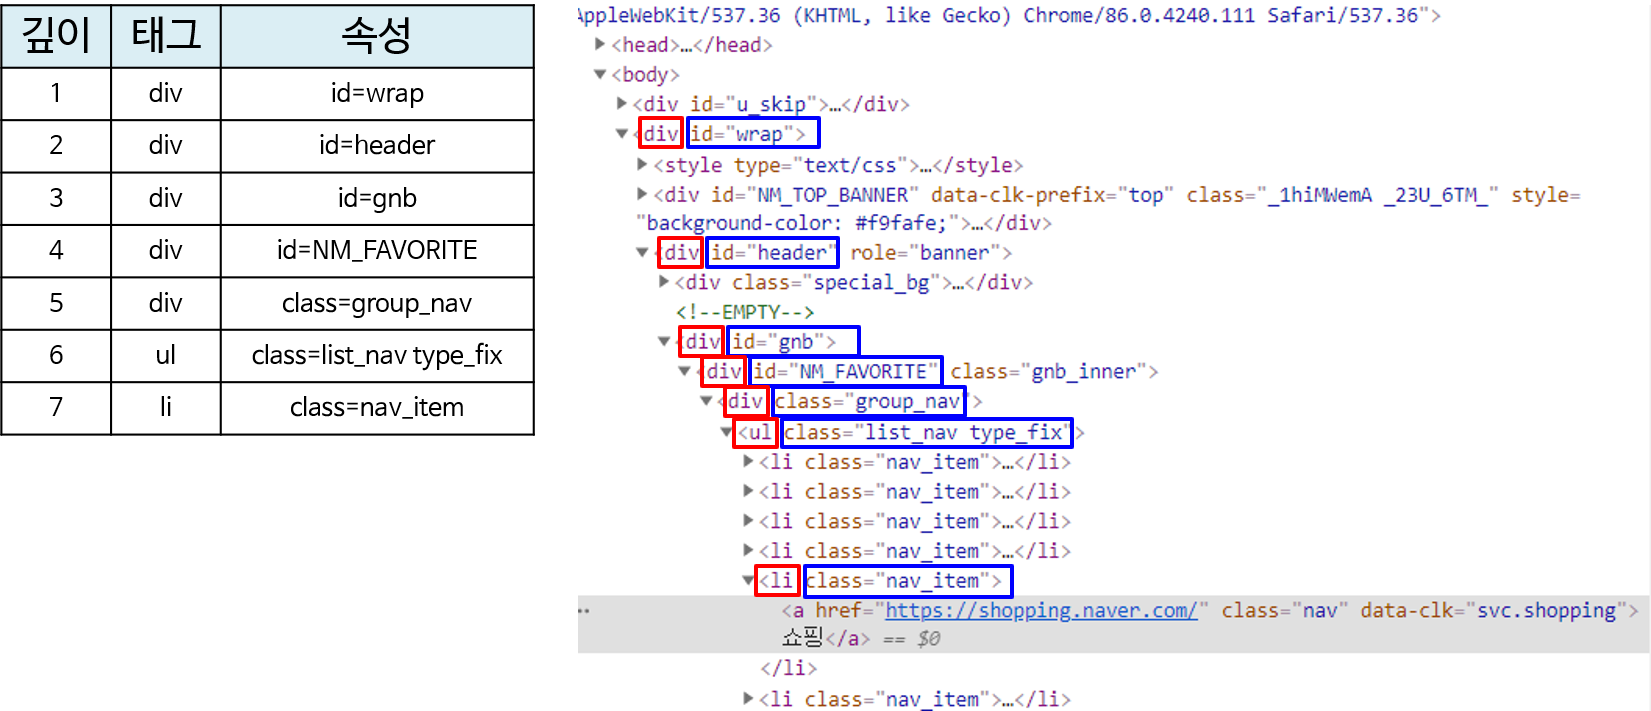 깊이 태그 속성
1 div id=wrap
2 div id=header
3 div id=gnb
4 div id=NM_FAVORITE
5 div class=group_nav
6 ul class=list_nav type_fix
7 li class=nav_item
AppleWebKit/537.36 (KHTML, like Gecko) Chrome/86.0.4240.111 Safari/537.36">
▶<head>…</head>
▼<body>
▶<div id="u_skip">…</div>
▼<div id="wrap">
▶<style type="text/css">…</style>
▶<div id="NM_TOP_BANNER" data-clk-prefix="top" class="_1hiMWemA _23U_6TM_" style=
"background-color: #f9fafe;">…</div>
▼<div id="header" role="banner">
▶<div class="special_bg">…</div>
<!--EMPTY-->
▼<div id="gnb">
▼<div id="NM_FAVORITE" class="gnb_inner">
▼<div class="group_nav">
▼<ul class="list_nav type_fix">
▶<li class="nav_item">…</li>
▶<li class="nav_item">…</li>
▶<li class="nav_item">…</li>
▶<li class="nav_item">…</li>
▼<li class="nav_item">
<a href="https://shopping.naver.com/" class="nav" data-clk="svc.shopping">
쇼핑</a> == $0
</li>
▶<li class="nav_item">…</li>